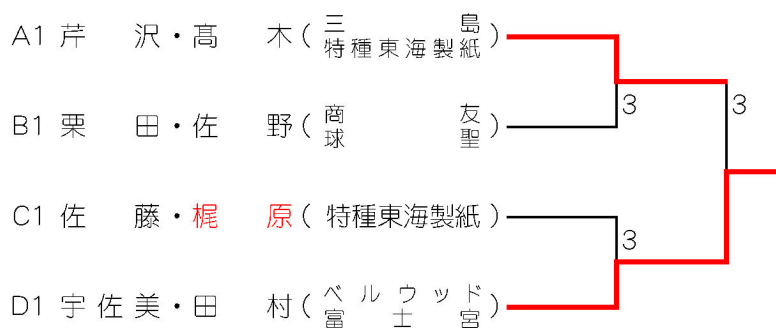 A1 芹沢・髙木(三島
特種東海製紙)
3
3
B1 栗田・佐野(商友
球聖)
C1 佐藤・梶原(特種東海製紙)
3
D1 宇佐美・田村(ベルウッド
富士宮)